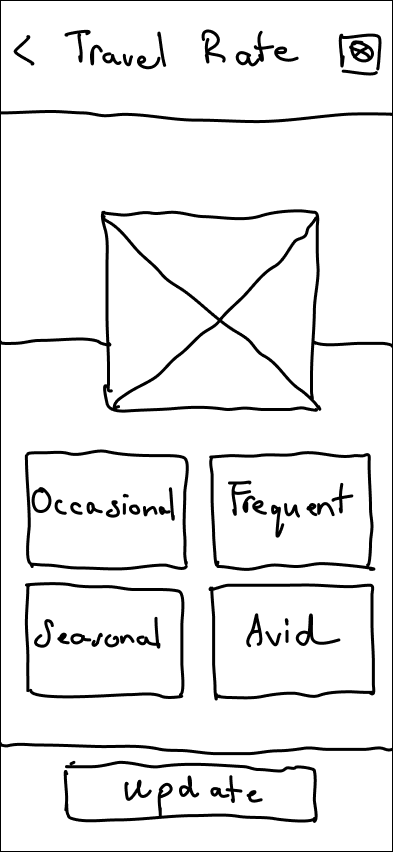 < Travel Rate
Occasional
Frequent
Seasonal
Avid
Update